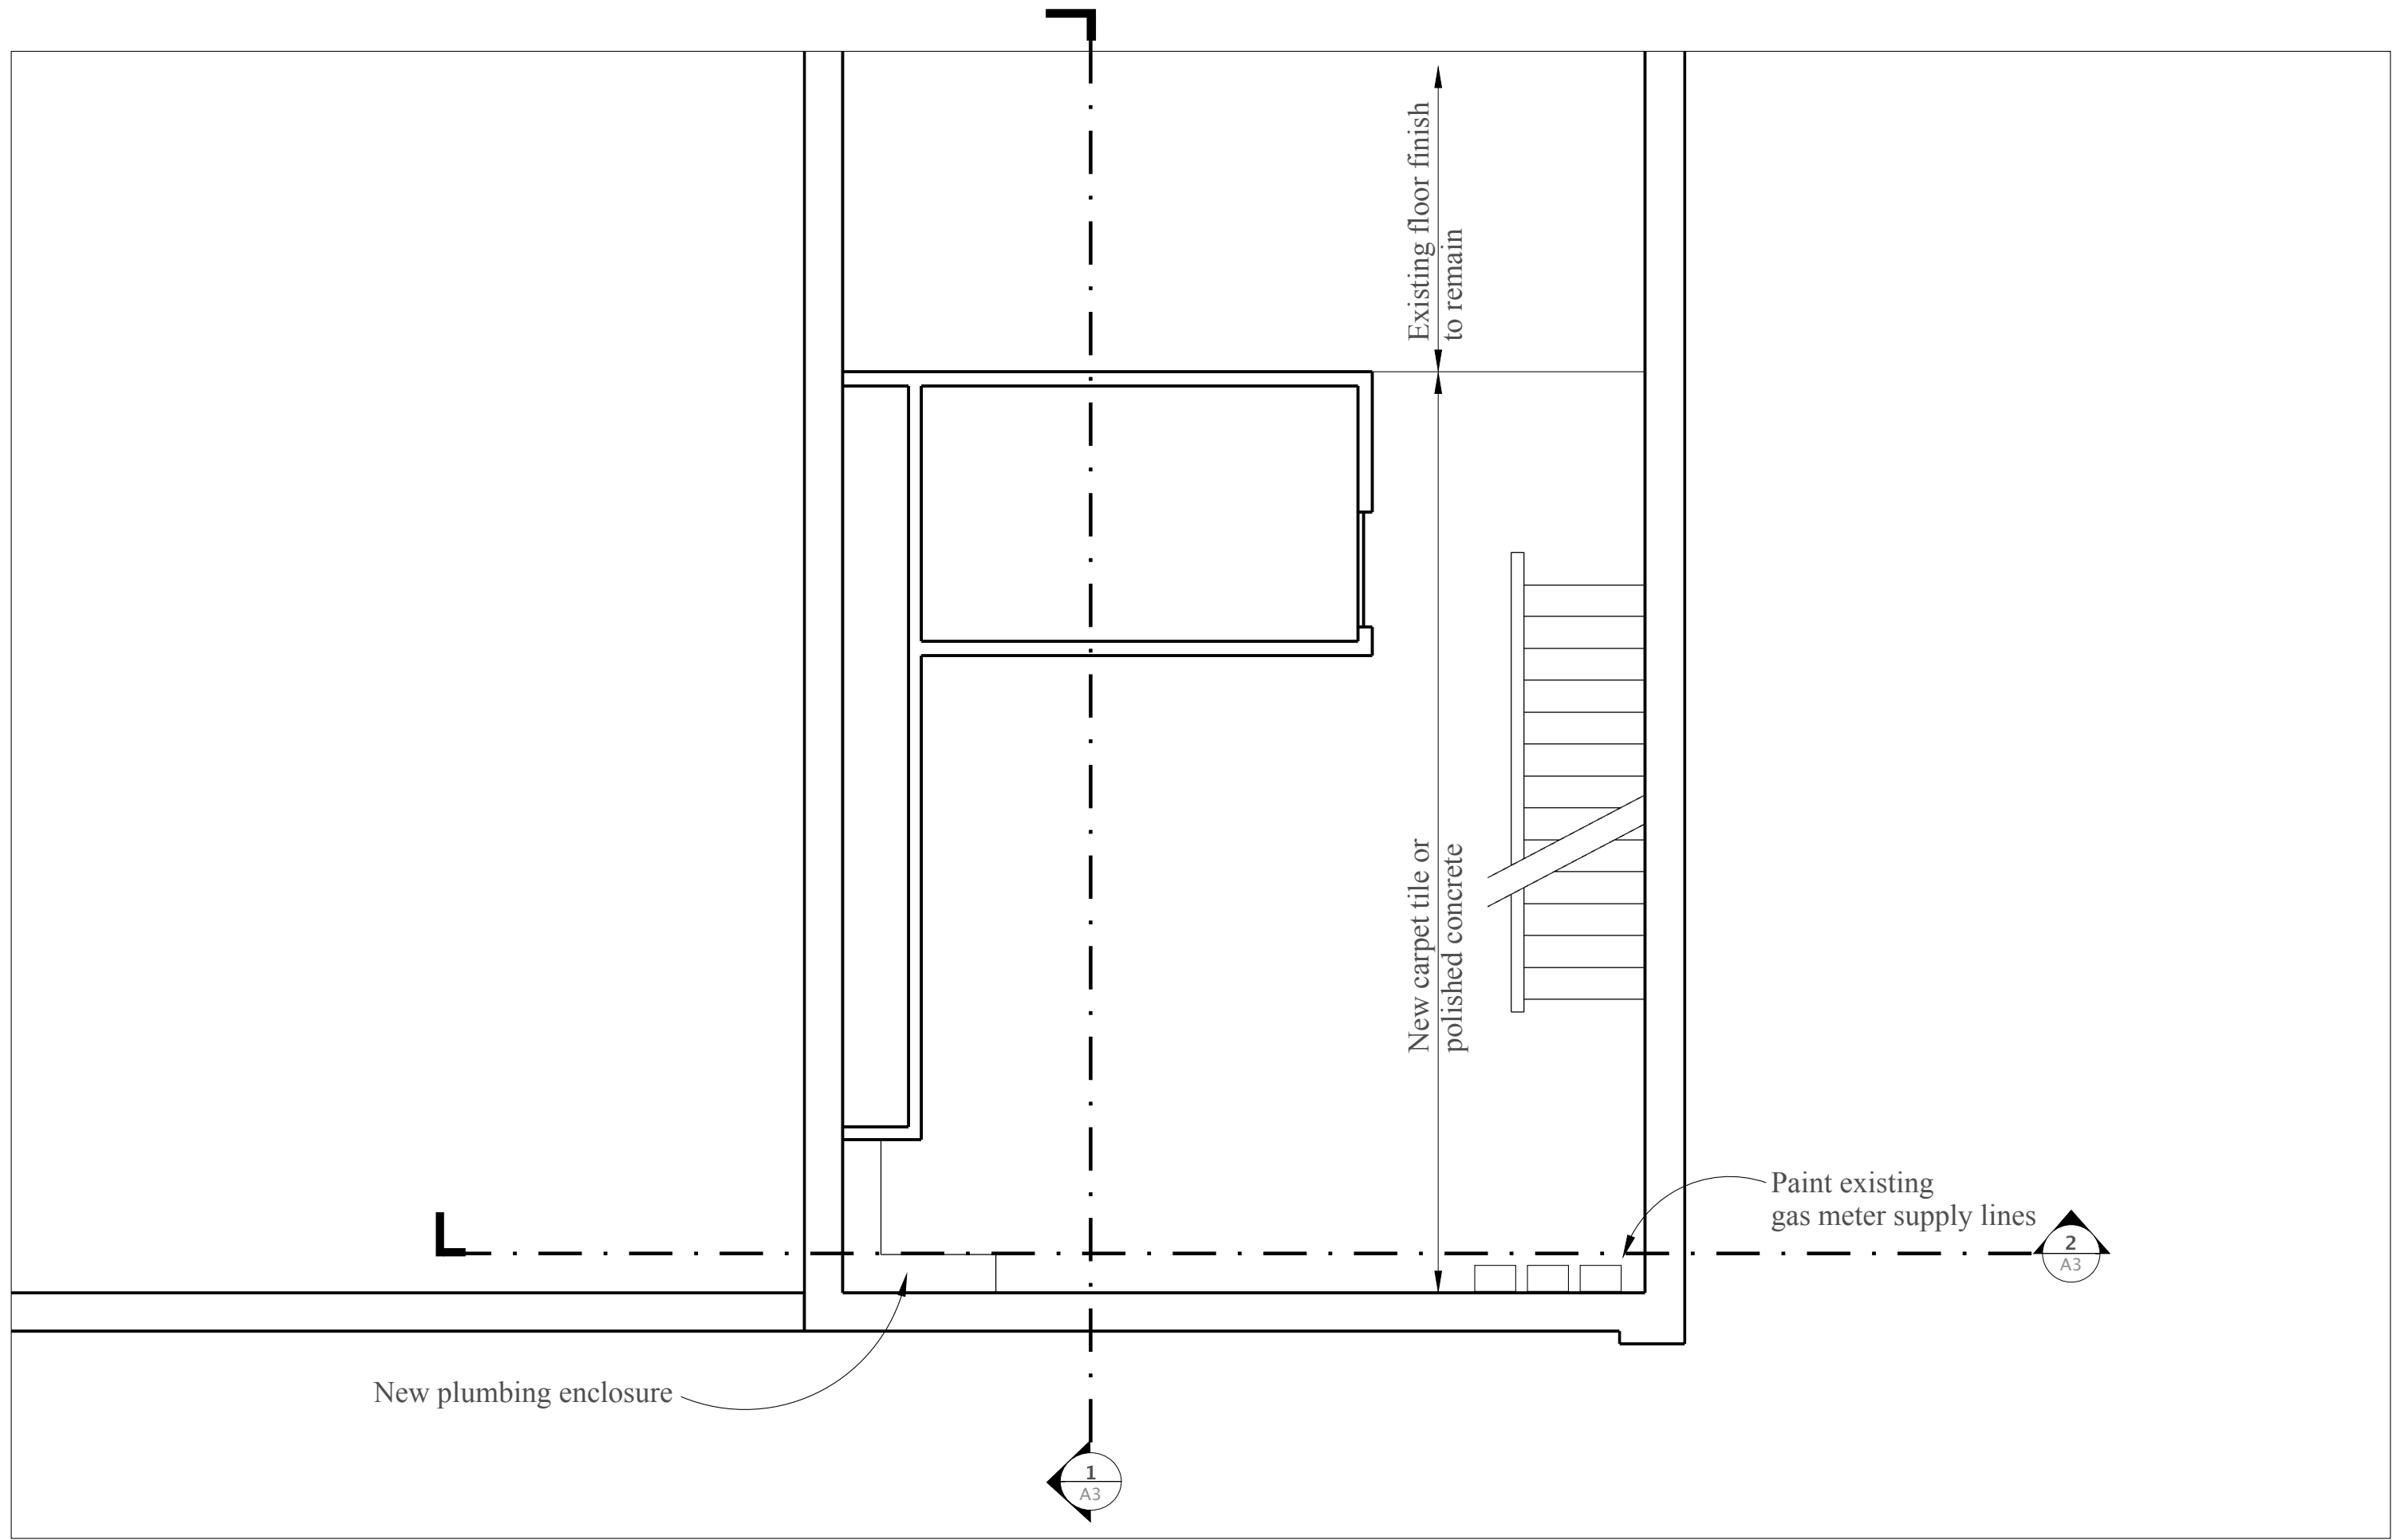 Existing floor finish
to remain
New carpet tile or
polished concrete
Paint existing
gas meter supply lines
2
A3
New plumbing enclosure
1
A3